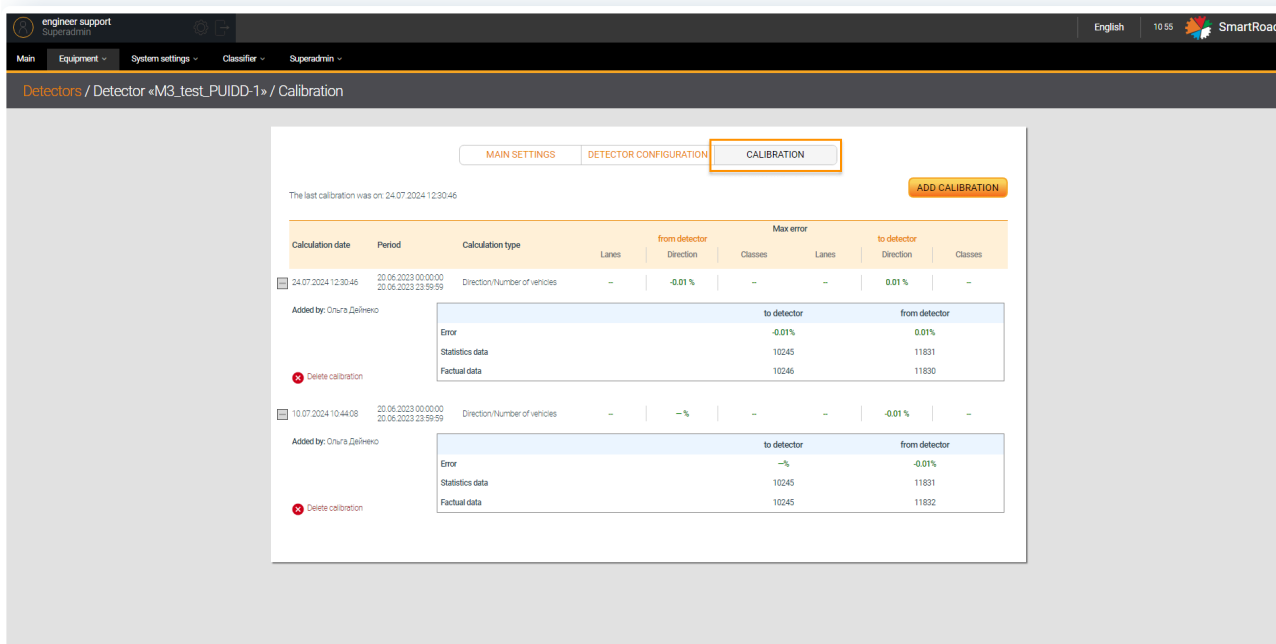 engineer support
Superadmin
English
10 55
SmartRoad
Main Equipment System settings Classifier Superadmin
Detectors / Detector «M3_test_PUIDD-1» / Calibration
MAIN SETTINGS DETECTOR CONFIGURATION CALIBRATION
ADD CALIBRATION
The last calibration was on: 24.07.2024 12:30:46
Max error
Calculation date Period Calculation type from detector to detector
Lanes Direction Classes Lanes Direction Classes
24.07.2024 12:30:46 20.06.2023 00:00:00 Direction/Number of vehicles – -0.01 % – – 0.01 % –
20.06.2023 23:59:59
Added by: Ольга Дейнеко
to detector from detector
Error -0.01% 0.01%
Statistics data 10245 11831
Factual data 10246 11830
Delete calibration
10.07.2024 10:44:08 20.06.2023 00:00:00 Direction/Number of vehicles – -- % – – -0.01 % –
20.06.2023 23:59:59
Added by: Ольга Дейнеко
to detector from detector
Error --% -0.01%
Statistics data 10245 11831
Factual data 10245 11832
Delete calibration